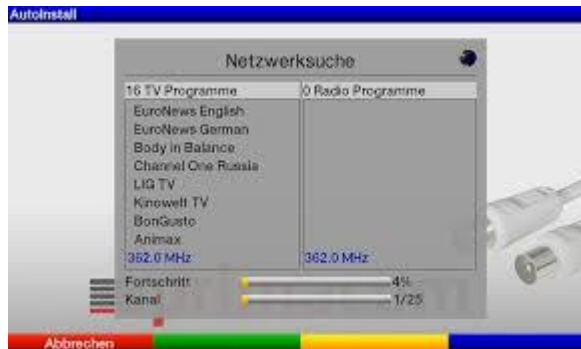 AutoInstall
Netzwerksuche
16 TV Programme
0 Radio Programme
EuroNews English
EuroNews German
Body in Balance
Channel One Russia
LIG TV
Kinowelt TV
BonGusto
Animax
362.0 MHz
362.0 MHz
Fortschritt 4%
Kanal 1/25
Abbrechen